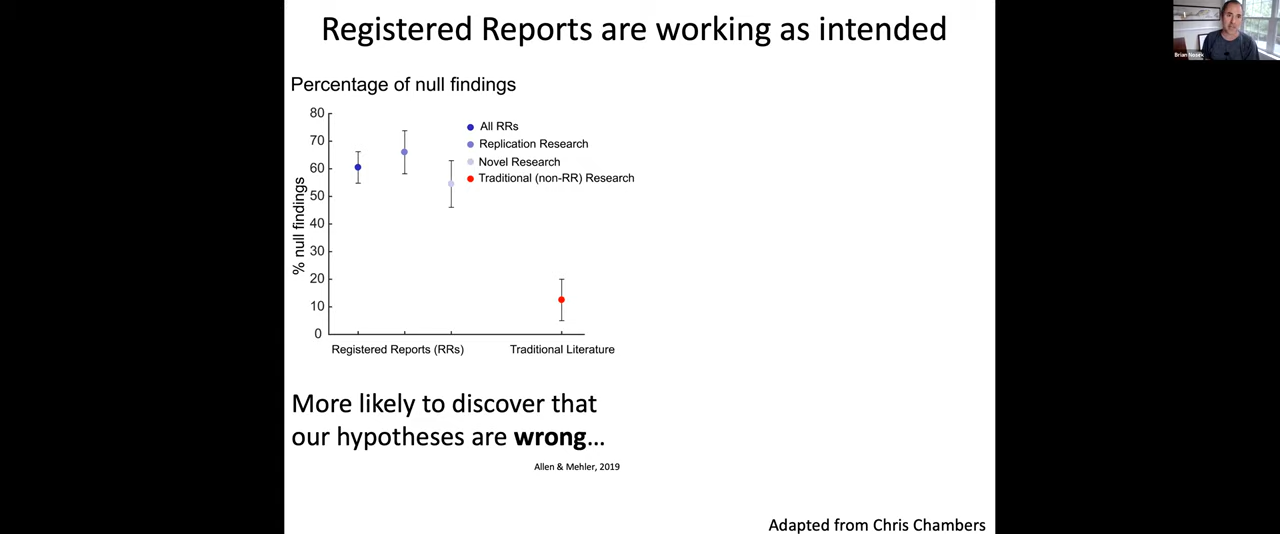 Registered Reports are working as intended
Brian Nosek
Percentage of null findings
80
70
60
50
40
30
20
10
0
% null findings
All RRs
Replication Research
Novel Research
Traditional (non-RR) Research
Registered Reports (RRs)
Traditional Literature
More likely to discover that
our hypotheses are wrong...
Allen & Mehler, 2019
Adapted from Chris Chambers